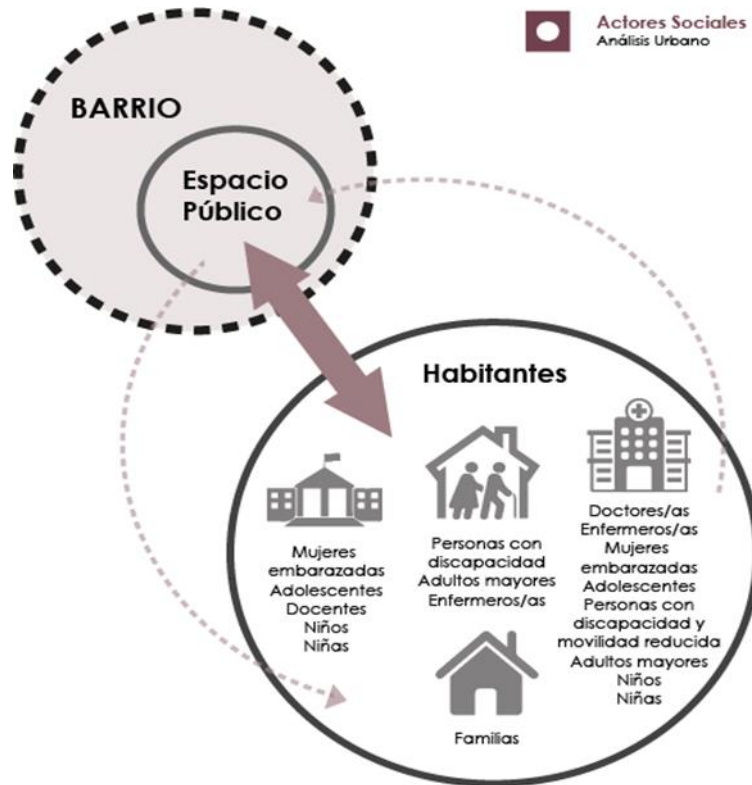 Actores Sociales
Análisis Urbano
BARRIO
Espacio
Público
Habitantes
Mujeres
embarazadas
Adolescentes
Docentes
Niños
Niñas
Personas con
discapacidad
Adultos mayores
Enfermeros/as
Doctores/as
Enfermeros/as
Mujeres
embarazadas
Adolescentes
Personas con
discapacidad y
movilidad reducida
Adultos mayores
Niños
Niñas
Familias